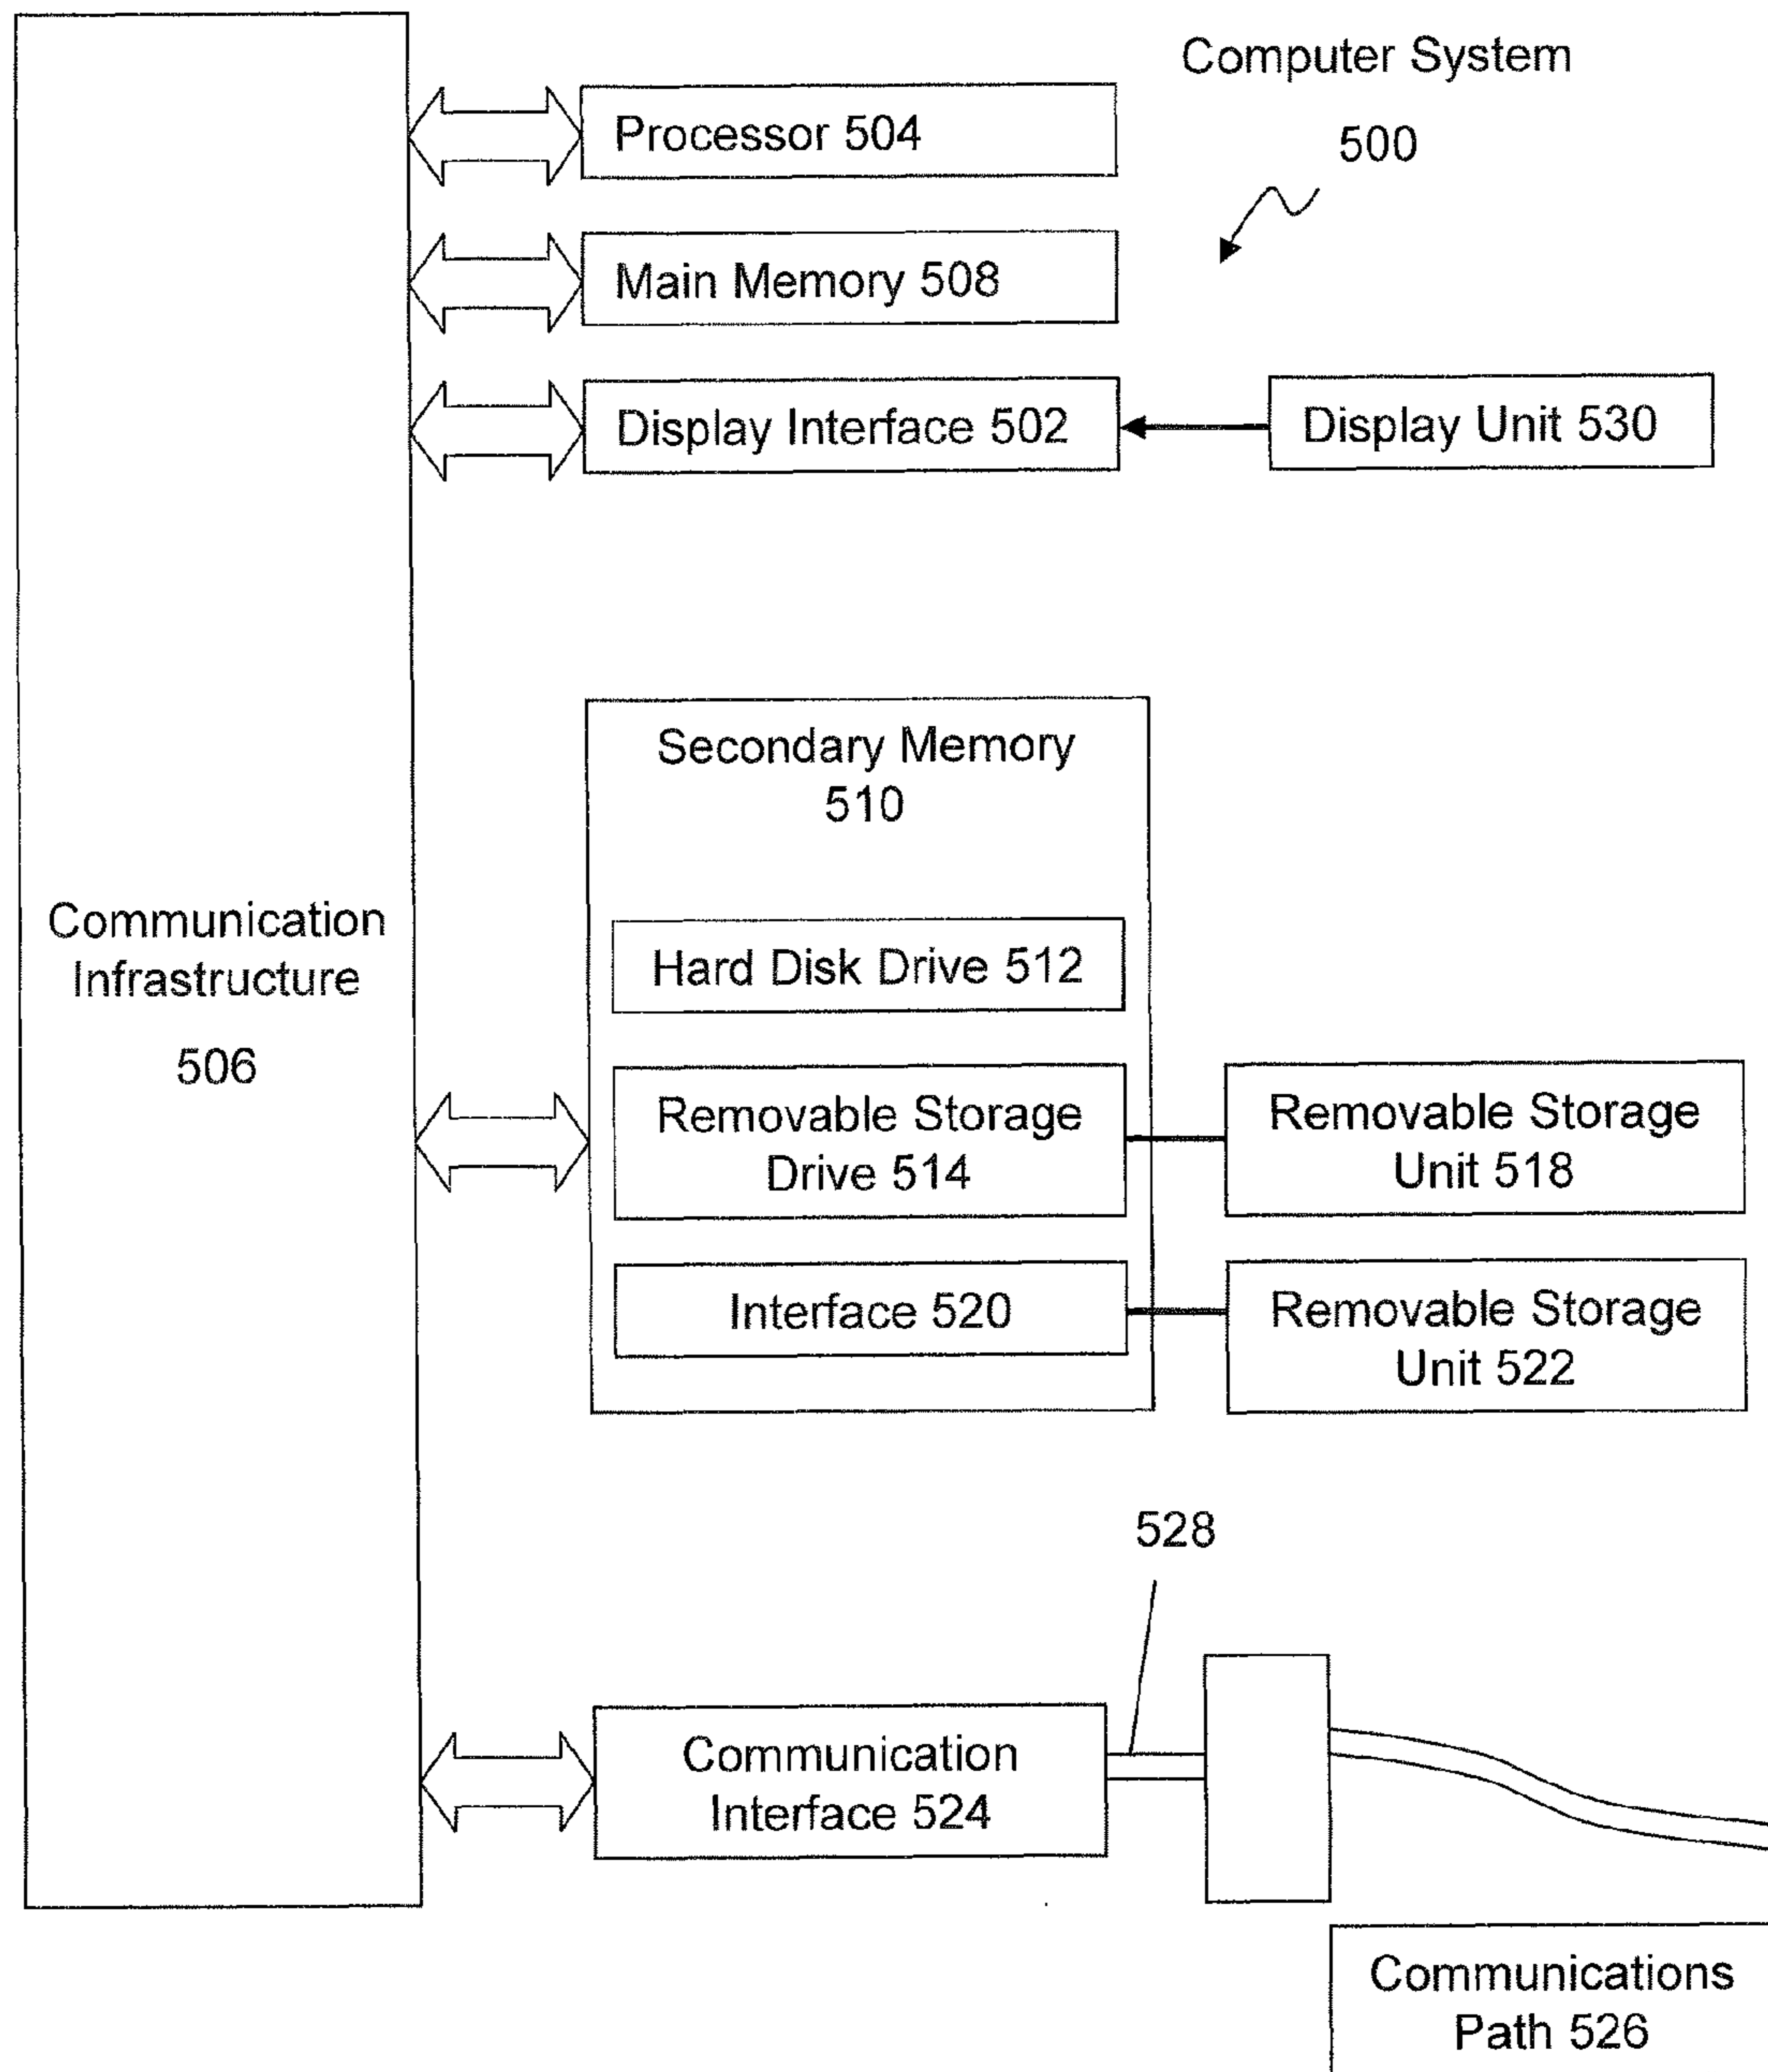 Computer System
500
Processor 504
Main Memory 508
Display Interface 502
Display Unit 530
Secondary Memory
510
Communication
Infrastructure
506
Hard Disk Drive 512
Removable Storage
Drive 514
Removable Storage
Unit 518
Interface 520
Removable Storage
Unit 522
528
Communication
Interface 524
Communications
Path 526